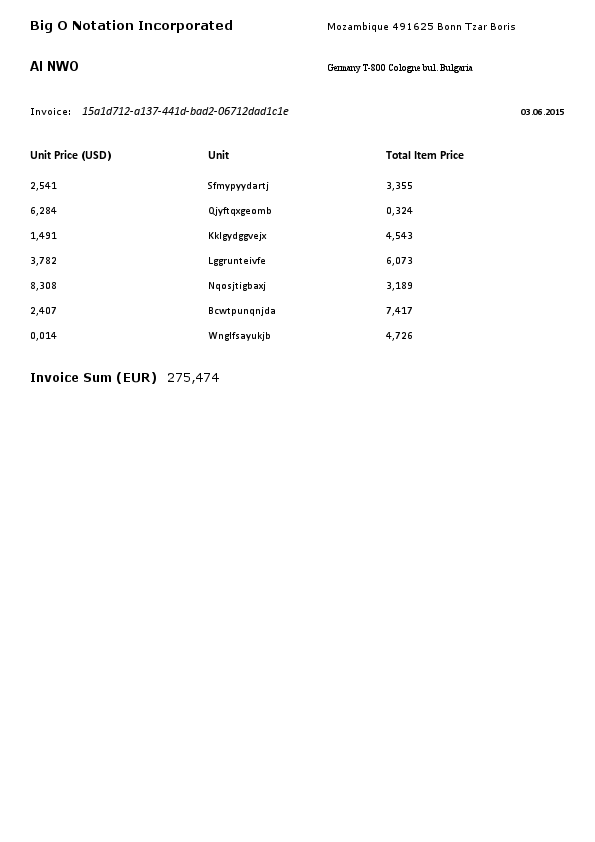 Big O Notation Incorporated Mozambique 491625 Bonn Tzar Boris
AI NWO Germany T-800 Cologne bul. Bulgaria
Invoice: 15a1d712-a137-441d-bad2-06712dad1c1e 03.06.2015
Unit Price (USD) Unit Total Item Price
2,541 Sfmypyydartj 3,355
6,284 Qjyftqxgeomb 0,324
1,491 Kklgydggvejx 4,543
3,782 Lggrunteivfe 6,073
8,308 Nqosjtigbaxj 3,189
2,407 Bcwtpunqnjda 7,417
0,014 Wnglfsayukjb 4,726
Invoice Sum (EUR) 275,474